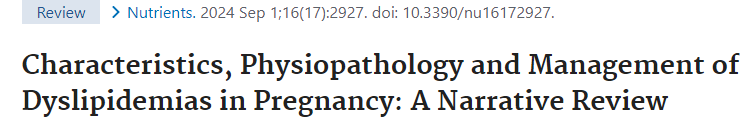 Review > Nutrients. 2024 Sep 1;16(17):2927. doi: 10.3390/nu16172927.
Characteristics, Physiopathology and Management of
Dyslipidemias in Pregnancy: A Narrative Review